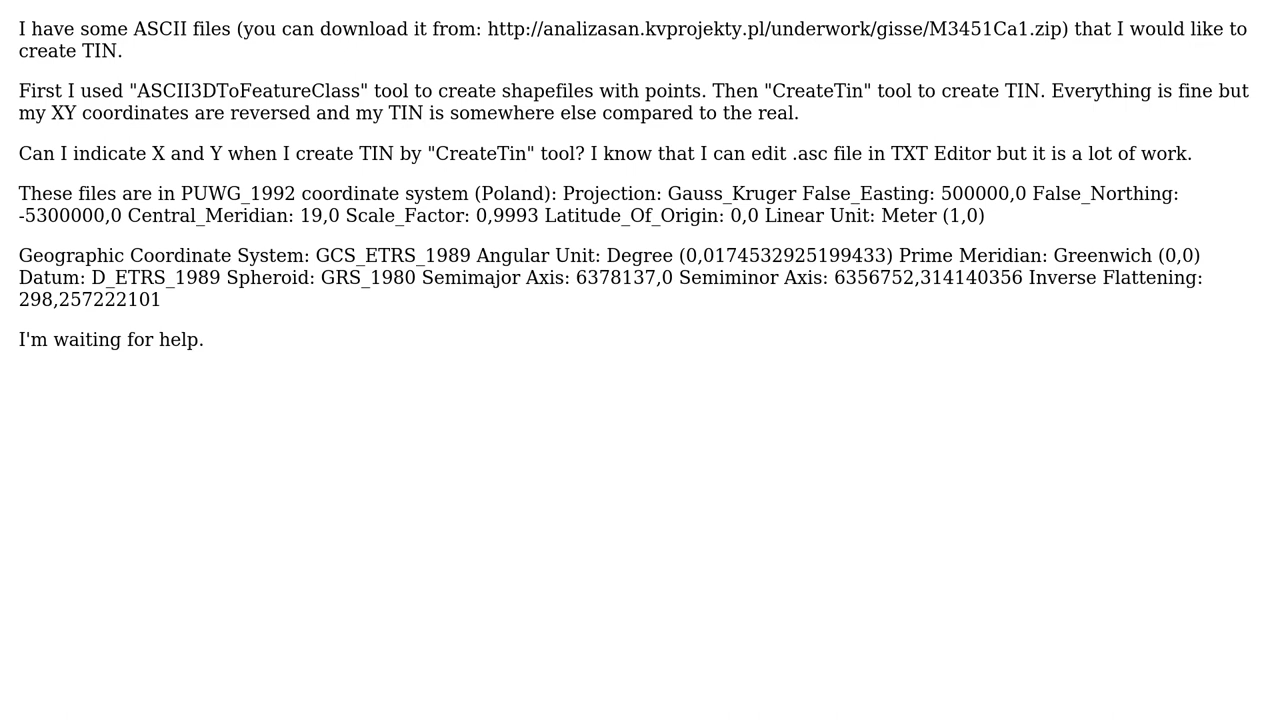 I have some ASCII files (you can download it from: http://analizasan.kvprojekty.pl/underwork/gisse/M3451Ca1.zip) that I would like to
create TIN.
First I used "ASCII3DToFeatureClass" tool to create shapefiles with points. Then "CreateTin" tool to create TIN. Everything is fine but
my XY coordinates are reversed and my TIN is somewhere else compared to the real.
Can I indicate X and Y when I create TIN by "CreateTin" tool? I know that I can edit .asc file in TXT Editor but it is a lot of work.
These files are in PUWG_1992 coordinate system (Poland): Projection: Gauss_Kruger False_Easting: 500000,0 False_Northing:
-5300000,0 Central_Meridian: 19,0 Scale_Factor: 0,9993 Latitude_Of_Origin: 0,0 Linear Unit: Meter (1,0)
Geographic Coordinate System: GCS_ETRS_1989 Angular Unit: Degree (0,0174532925199433) Prime Meridian: Greenwich (0,0)
Datum: D_ETRS_1989 Spheroid: GRS_1980 Semimajor Axis: 6378137,0 Semiminor Axis: 6356752,314140356 Inverse Flattening:
298,257222101
I'm waiting for help.